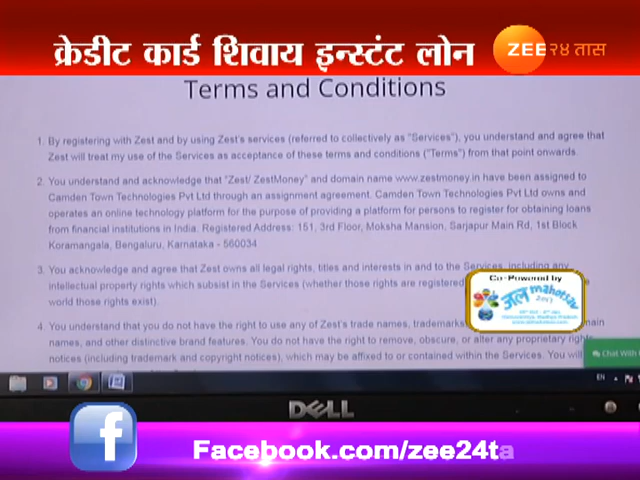 क्रेडीट कार्ड शिवाय इन्स्टंट लोन
ZEE २४ तास
Terms and Conditions
1. By registering with Zest and by using Zest's services (referred to collectively as "Services"), you understand and agree that
Zest will treat my use of the Services as acceptance of these terms and conditions ("Terms") from that point onwards.
2. You understand and acknowledge that "Zest/ ZestMoney" and domain name www.zestmoney.in have been assigned to
Camden Town Technologies Pvt Ltd through an assignment agreement. Camden Town Technologies Pvt Ltd owns and
operates an online technology platform for the purpose of providing a platform for persons to register for obtaining loans
from financial institutions in India. Registered Address: 151, 3rd Floor, Moksha Mansion, Sarjapur Main Rd, 1st Block
Koramangala, Bengaluru, Karnataka - 560034
3. You acknowledge and agree that Zest owns all legal rights, titles and interests in and to the Services, including any
intellectual property rights which subsist in the Services (whether those rights are registered
world those rights exist).
Co-Powered by
जल महोत्सव
4. You understand that you do not have the right to use any of Zest's trade names, trademarks
names, and other distinctive brand features. You do not have the right to remove, obscure, or alter any proprietary rights
notices (including trademark and copyright notices), which may be affixed to or contained within the Services. You will
Chat With
EN
DELL
Facebook.com/zee24ta